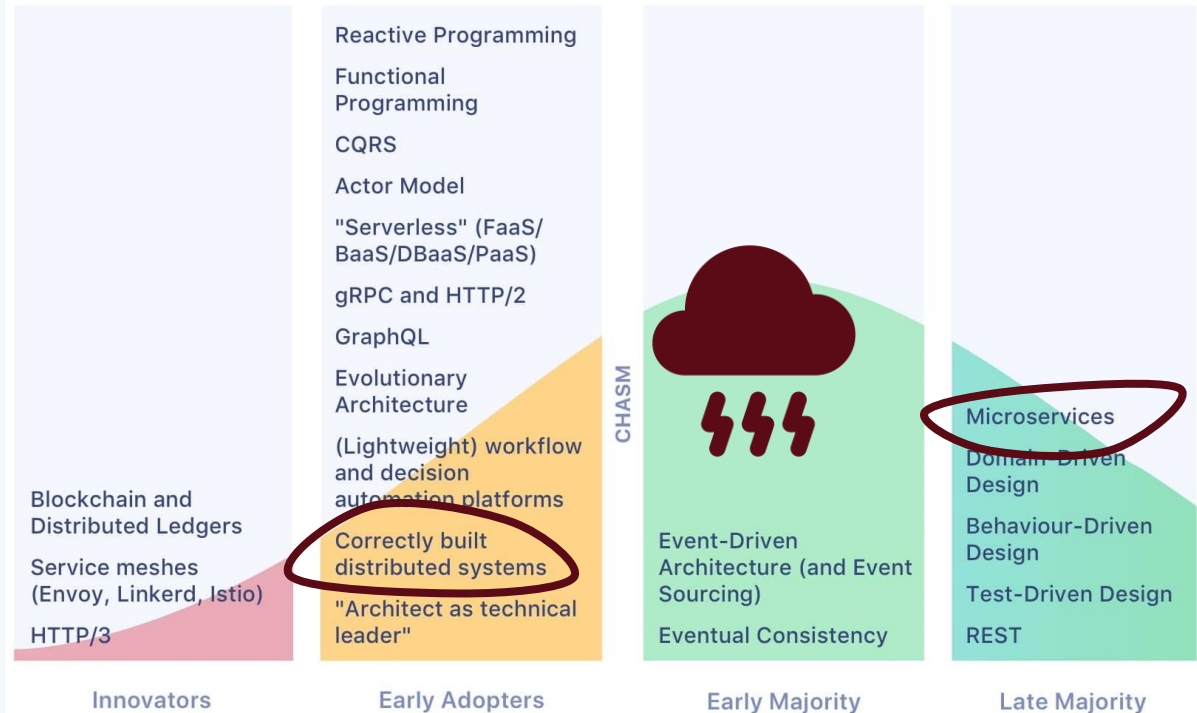 Blockchain and
Distributed Ledgers
Service meshes
(Envoy, Linkerd, Istio)
HTTP/3
Innovators
Reactive Programming
Functional
Programming
CQRS
Actor Model
"Serverless" (FaaS/
BaaS/DBaaS/PaaS)
gRPC and HTTP/2
GraphQL
Evolutionary
Architecture
(Lightweight) workflow
and decision
automation platforms
Correctly built
distributed systems
"Architect as technical
leader"
Early Adopters
CHASM
Event-Driven
Architecture (and Event
Sourcing)
Eventual Consistency
Early Majority
Microservices
Domain-Driven
Design
Behaviour-Driven
Design
Test-Driven Design
REST
Late Majority